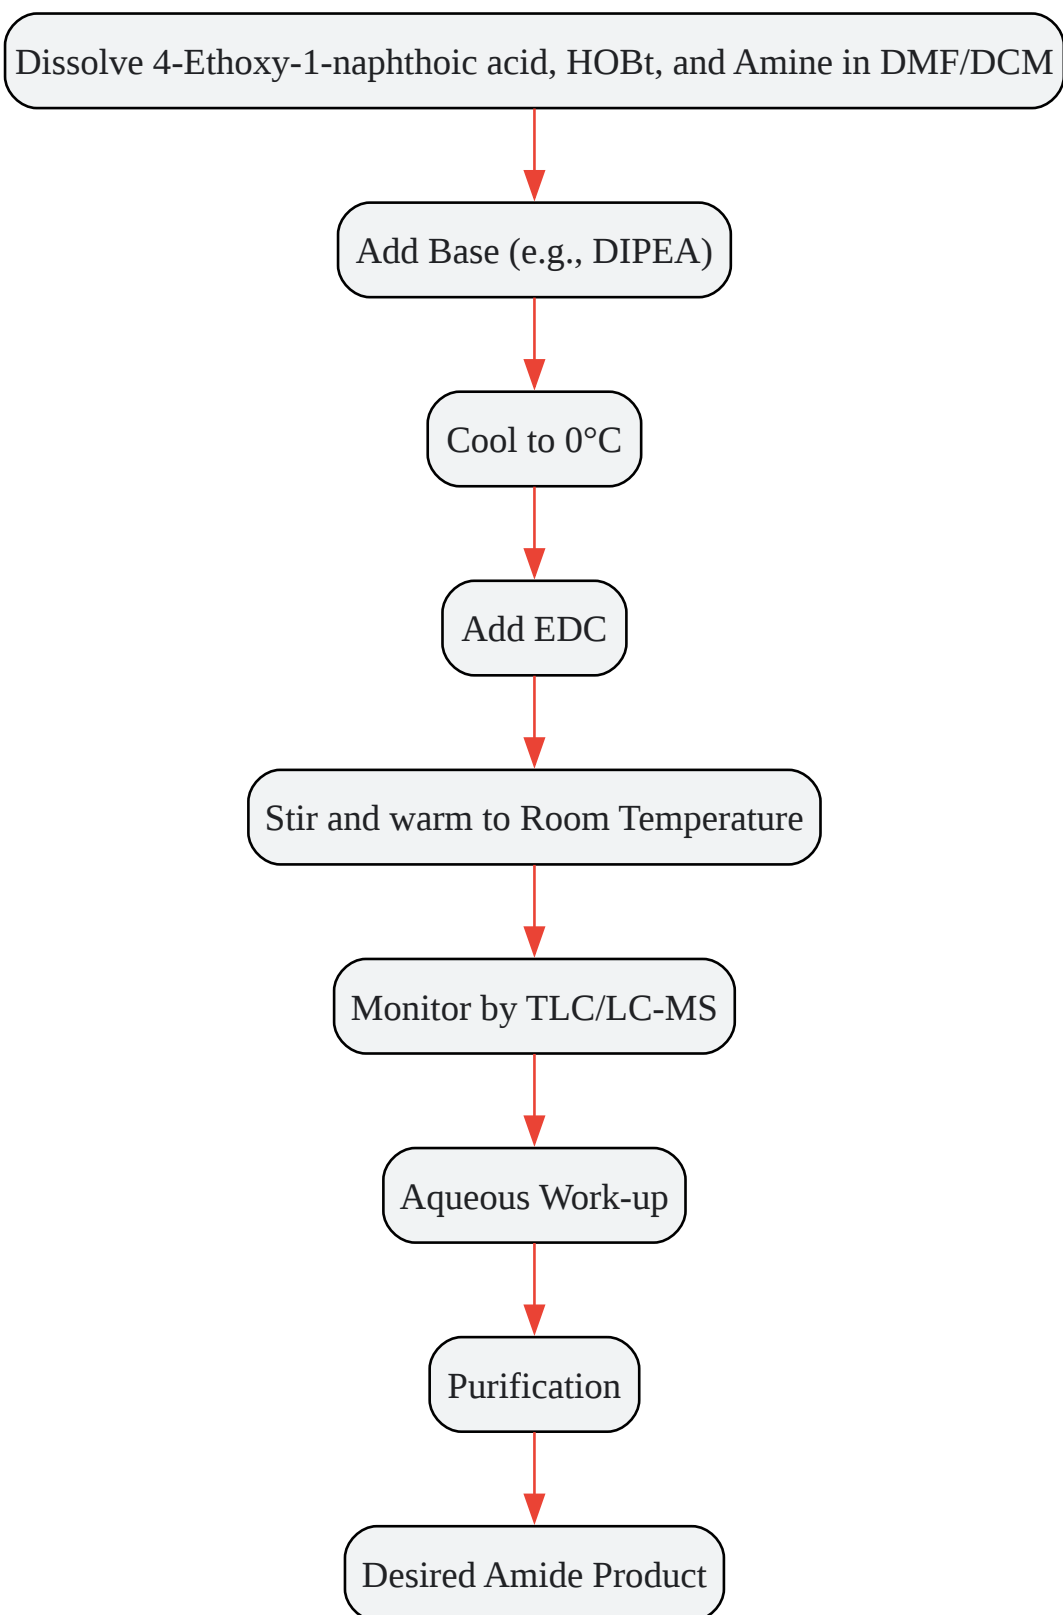 Dissolve 4-Ethoxy-1-naphthoic acid, HOBt, and Amine in DMF/DCM
Add Base (e.g., DIPEA)
Cool to 0°C
Add EDC
Stir and warm to Room Temperature
Monitor by TLC/LC-MS
Aqueous Work-up
Purification
Desired Amide Product